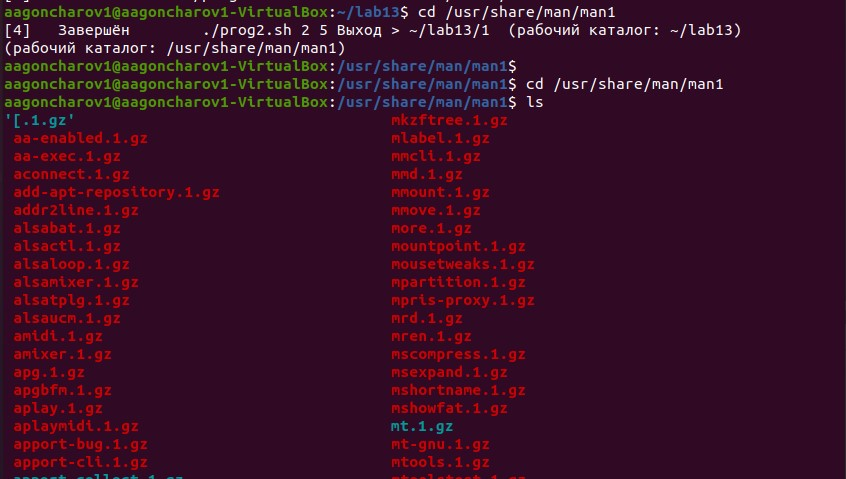 aagoncharov1@aagoncharov1-VirtualBox:~/lab13$ cd /usr/share/man/man1
[4]   Завершён        ./prog2.sh 2 5 Выход > ~/lab13/1  (рабочий каталог: ~/lab13)
(рабочий каталог: /usr/share/man/man1)
aagoncharov1@aagoncharov1-VirtualBox:/usr/share/man/man1$
aagoncharov1@aagoncharov1-VirtualBox:/usr/share/man/man1$ cd /usr/share/man/man1
aagoncharov1@aagoncharov1-VirtualBox:/usr/share/man/man1$ ls
'[.1.gz' mkzftree.1.gz
aa-enabled.1.gz mlabel.1.gz
aa-exec.1.gz mmcli.1.gz
aconnect.1.gz mmd.1.gz
add-apt-repository.1.gz mmount.1.gz
addr2line.1.gz mmove.1.gz
alsabat.1.gz more.1.gz
alsactl.1.gz mountpoint.1.gz
alsaloop.1.gz mousetweaks.1.gz
alsamixer.1.gz mpartition.1.gz
alsatplg.1.gz mpris-proxy.1.gz
alsaucm.1.gz mrd.1.gz
amidi.1.gz mren.1.gz
amixer.1.gz mscompress.1.gz
apg.1.gz msexpand.1.gz
apgbfm.1.gz mshortname.1.gz
aplay.1.gz mshowfat.1.gz
aplaymidi.1.gz mt.1.gz
apport-bug.1.gz mt-gnu.1.gz
apport-cli.1.gz mtools.1.gz
apport-collect.1.gz mtoolstest.1.gz